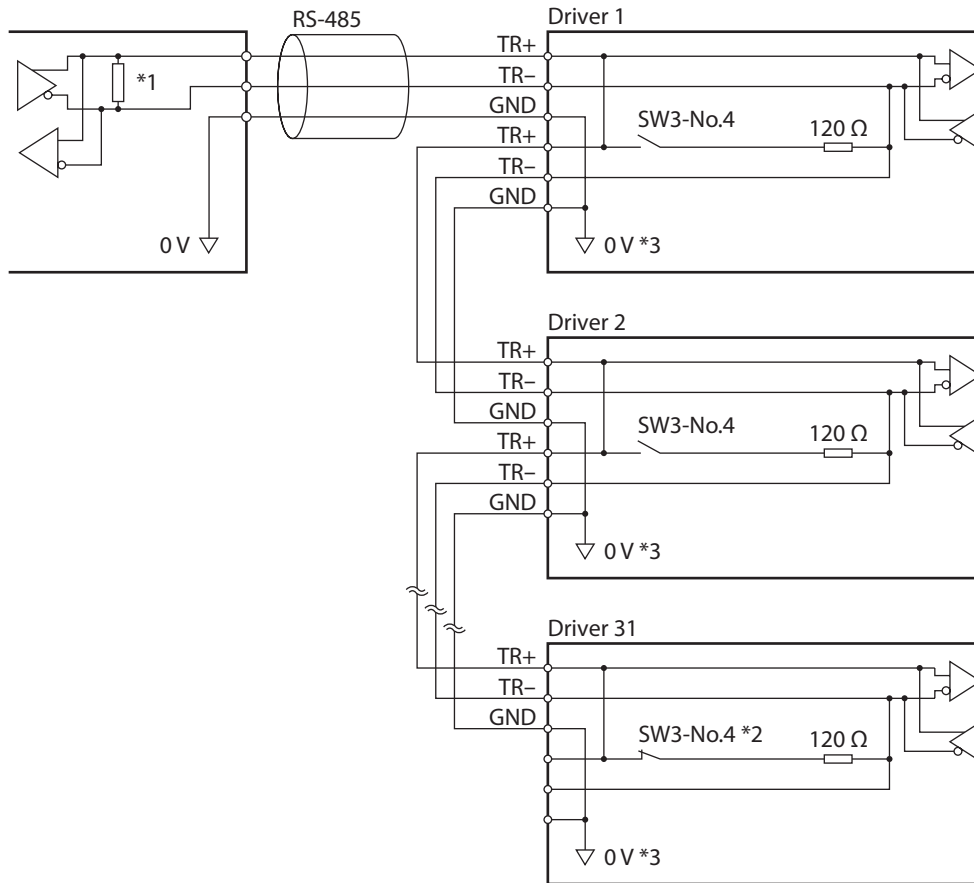 RS-485
*1
0 V
Driver 1
TR+
TR–
GND
TR+
TR–
GND
SW3-No.4
120 Ω
0 V *3
Driver 2
TR+
TR–
GND
TR+
TR–
GND
SW3-No.4
120 Ω
0 V *3
Driver 31
TR+
TR–
GND
SW3-No.4 *2
120 Ω
0 V *3